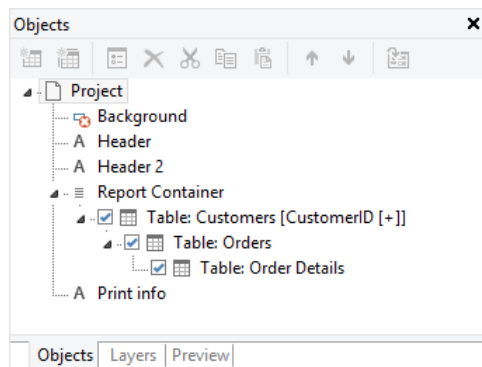 Objects
Project
Background
A Header
A Header 2
Report Container
Table: Customers [CustomerID [+]]
Table: Orders
Table: Order Details
A Print info
Objects Layers Preview